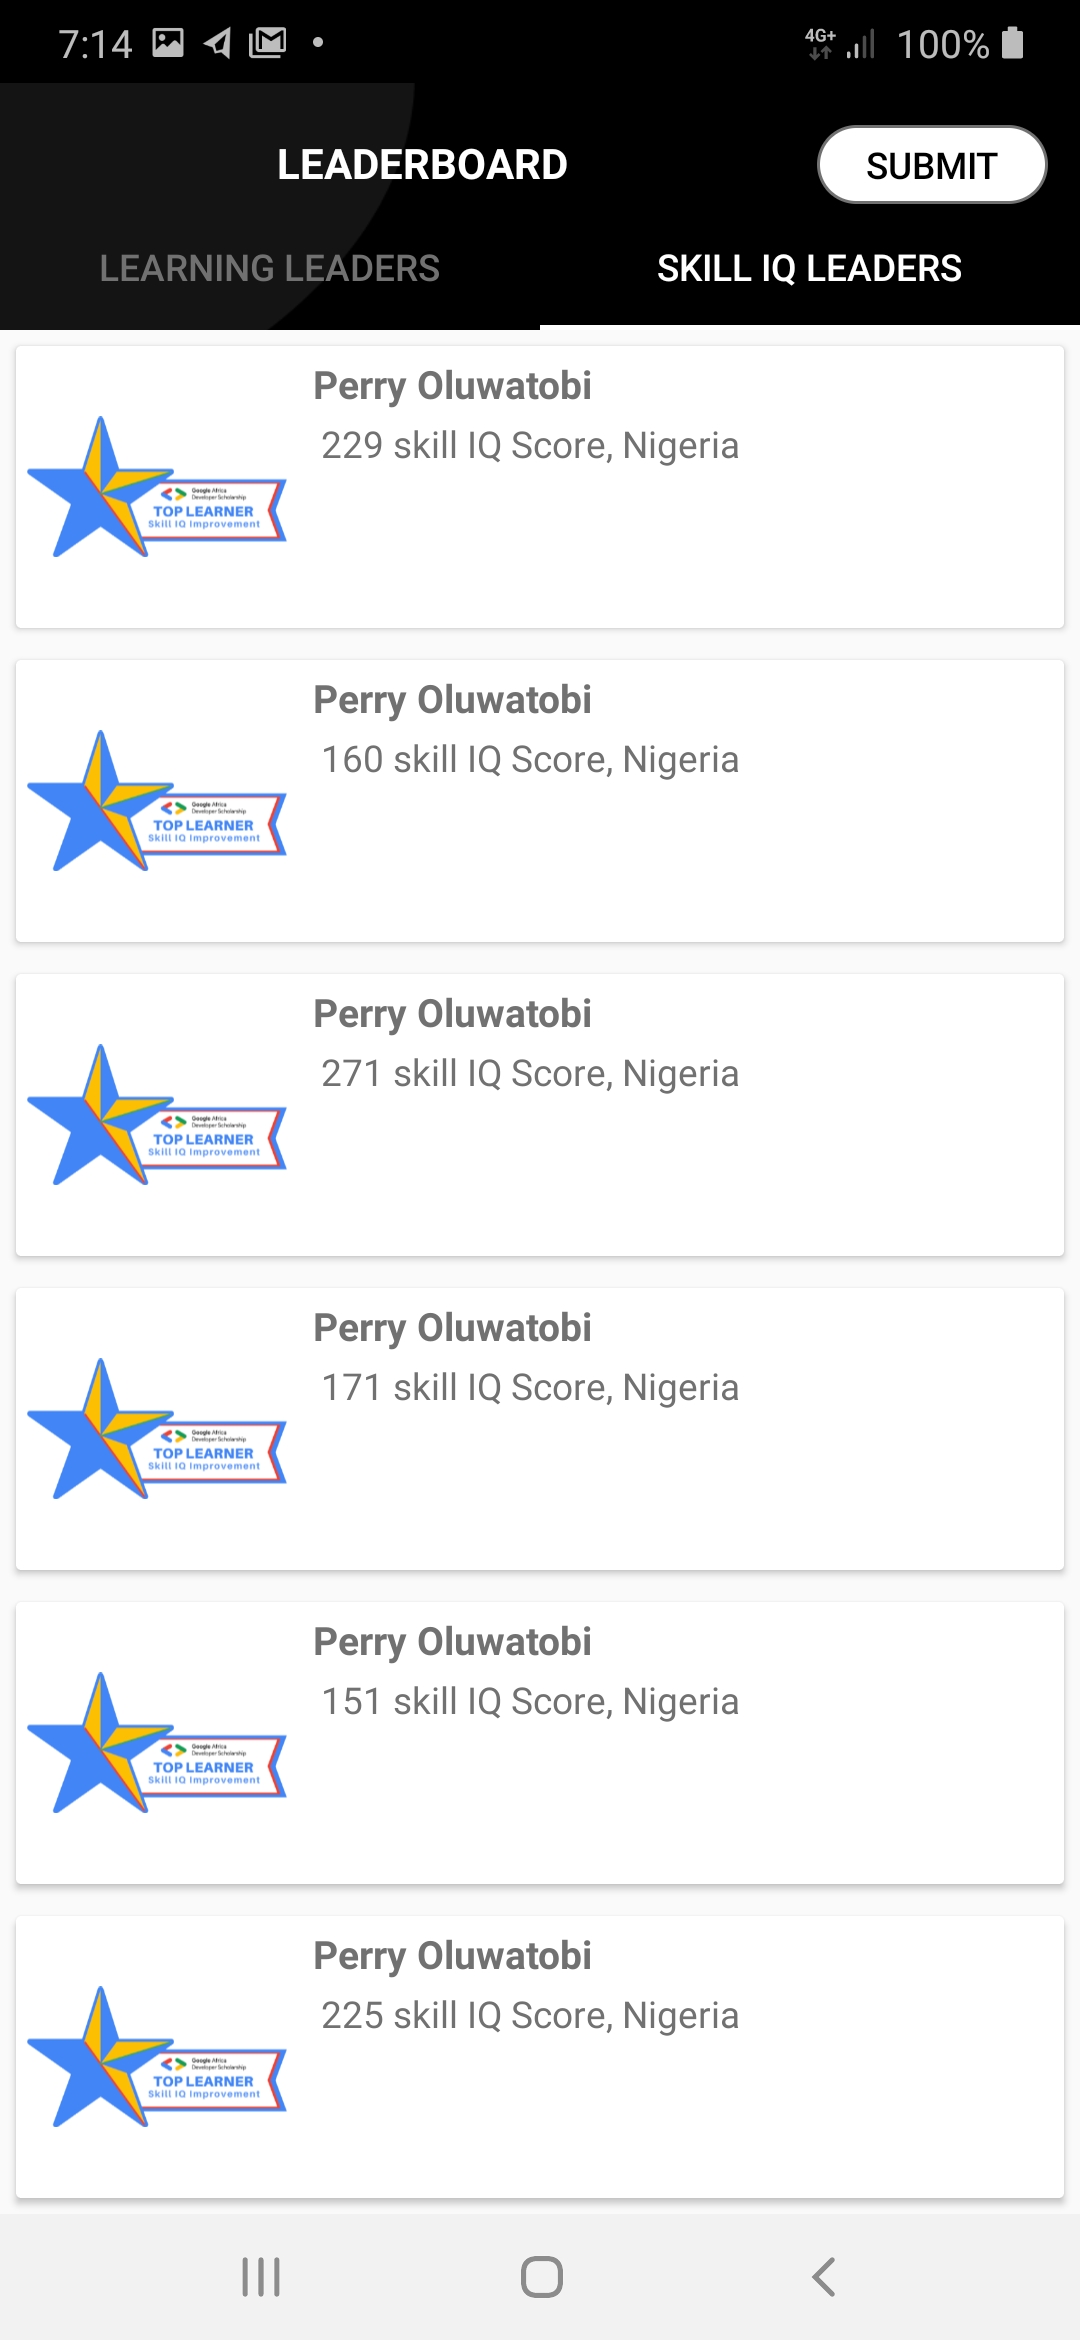 7:14
4G+
100%
LEADERBOARD
SUBMIT
LEARNING LEADERS
SKILL IQ LEADERS
Perry Oluwatobi
229 skill IQ Score, Nigeria
Google Africa
Developer Scholarship
TOP LEARNER
Skill IQ Improvement
Perry Oluwatobi
160 skill IQ Score, Nigeria
Google Africa
Developer Scholarship
TOP LEARNER
Skill IQ Improvement
Perry Oluwatobi
271 skill IQ Score, Nigeria
Google Africa
Developer Scholarship
TOP LEARNER
Skill IQ Improvement
Perry Oluwatobi
171 skill IQ Score, Nigeria
Google Africa
Developer Scholarship
TOP LEARNER
Skill IQ Improvement
Perry Oluwatobi
151 skill IQ Score, Nigeria
Google Africa
Developer Scholarship
TOP LEARNER
Skill IQ Improvement
Perry Oluwatobi
225 skill IQ Score, Nigeria
Google Africa
Developer Scholarship
TOP LEARNER
Skill IQ Improvement